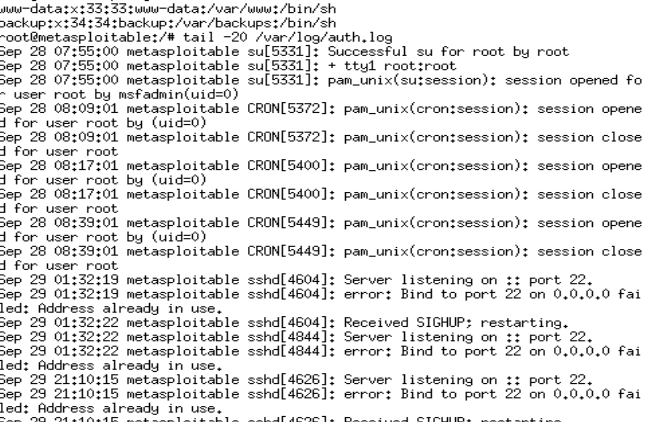 www-data:x:33:33:www-data:/var/www:/bin/sh
backup:x:34:34:backup:/var/backups:/bin/sh
root@metasploitable:/# tail -20 /var/log/auth.log
Sep 28 07:55:00 metasploitable su[5331]: Successful su for root by root
Sep 28 07:55:00 metasploitable su[5331]: + tty1 root:root
Sep 28 07:55:00 metasploitable su[5331]: pam_unix(su:session): session opened fo
r user root by msfadmin(uid=0)
Sep 28 08:09:01 metasploitable CRON[5372]: pam_unix(cron:session): session opene
d for user root by (uid=0)
Sep 28 08:09:01 metasploitable CRON[5372]: pam_unix(cron:session): session close
d for user root
Sep 28 08:17:01 metasploitable CRON[5400]: pam_unix(cron:session): session opene
d for user root by (uid=0)
Sep 28 08:17:01 metasploitable CRON[5400]: pam_unix(cron:session): session close
d for user root
Sep 28 08:39:01 metasploitable CRON[5449]: pam_unix(cron:session): session opene
d for user root by (uid=0)
Sep 28 08:39:01 metasploitable CRON[5449]: pam_unix(cron:session): session close
d for user root
Sep 29 01:32:19 metasploitable sshd[4604]: Server listening on :: port 22.
Sep 29 01:32:19 metasploitable sshd[4604]: error: Bind to port 22 on 0.0.0.0 fai
led: Address already in use.
Sep 29 01:32:22 metasploitable sshd[4604]: Received SIGHUP; restarting.
Sep 29 01:32:22 metasploitable sshd[4844]: Server listening on :: port 22.
Sep 29 01:32:22 metasploitable sshd[4844]: error: Bind to port 22 on 0.0.0.0 fai
led: Address already in use.
Sep 29 21:10:15 metasploitable sshd[4626]: Server listening on :: port 22.
Sep 29 21:10:15 metasploitable sshd[4626]: error: Bind to port 22 on 0.0.0.0 fai
led: Address already in use.
Sep 29 21:10:15 metasploitable sshd[4626]: Received SIGHUP; restarting.